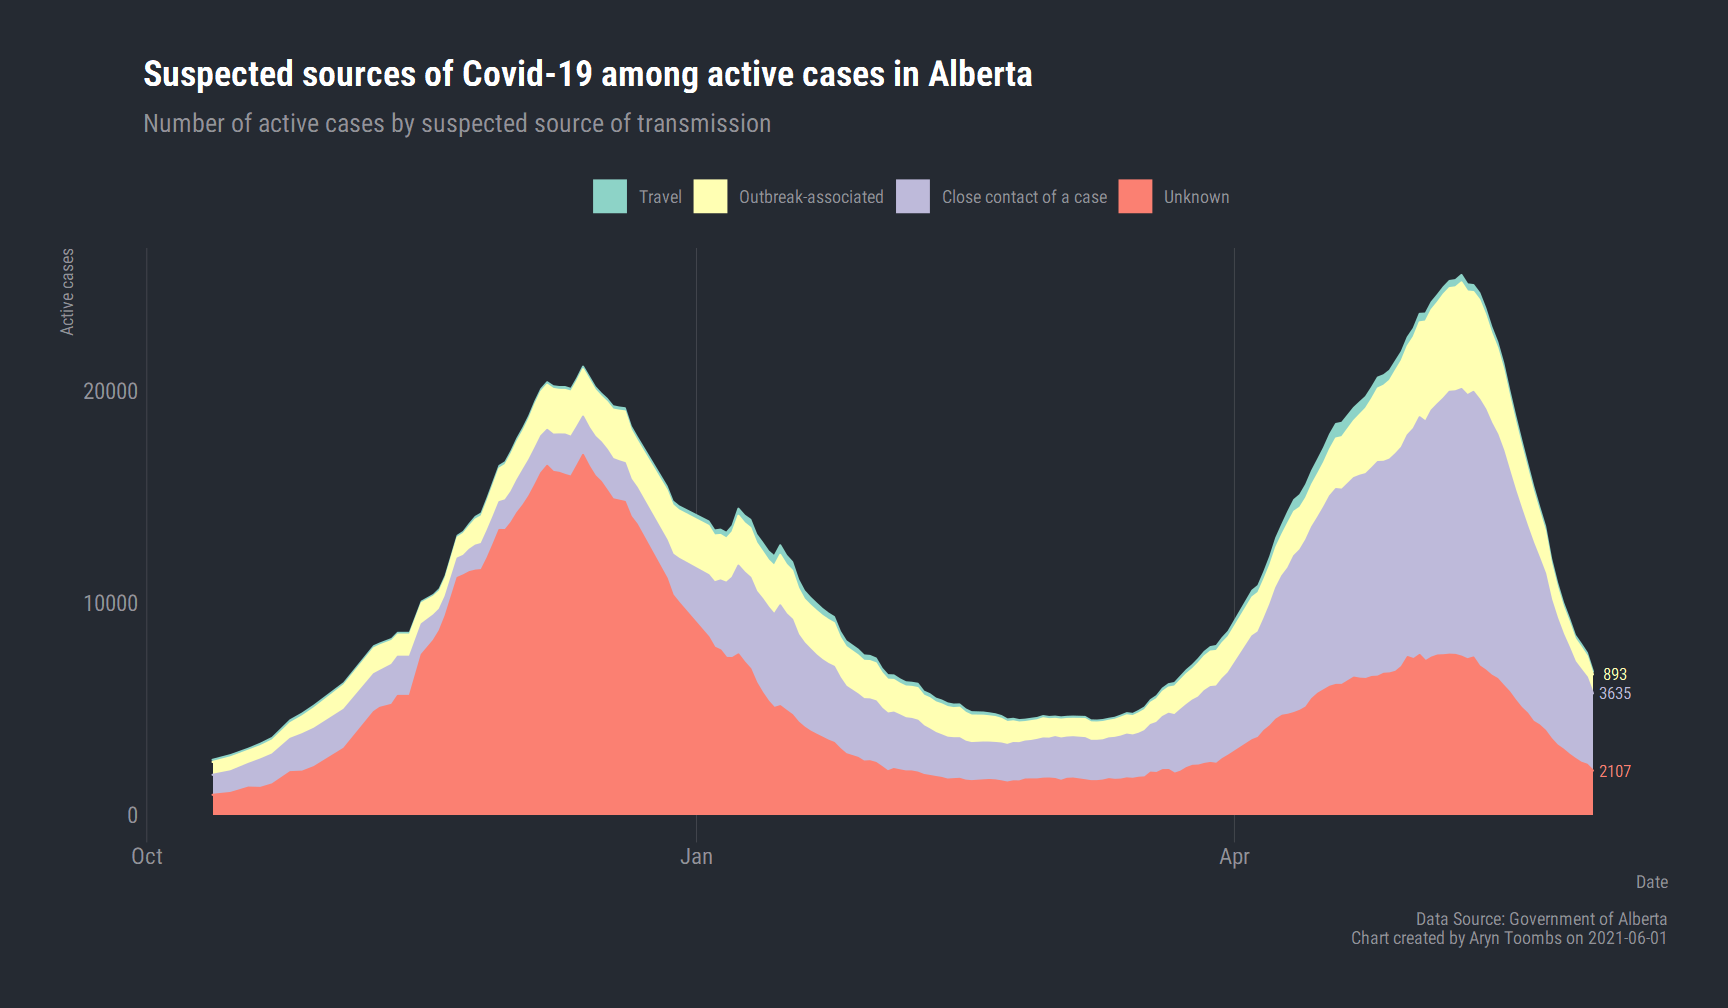 Suspected sources of Covid-19 among active cases in Alberta
Number of active cases by suspected source of transmission
Travel
Outbreak-associated
Close contact of a case
Unknown
Active cases
20000
10000
0
893
3635
2107
Oct
Jan
Apr
Date
Data Source: Government of Alberta
Chart created by Aryn Toombs on 2021-06-01